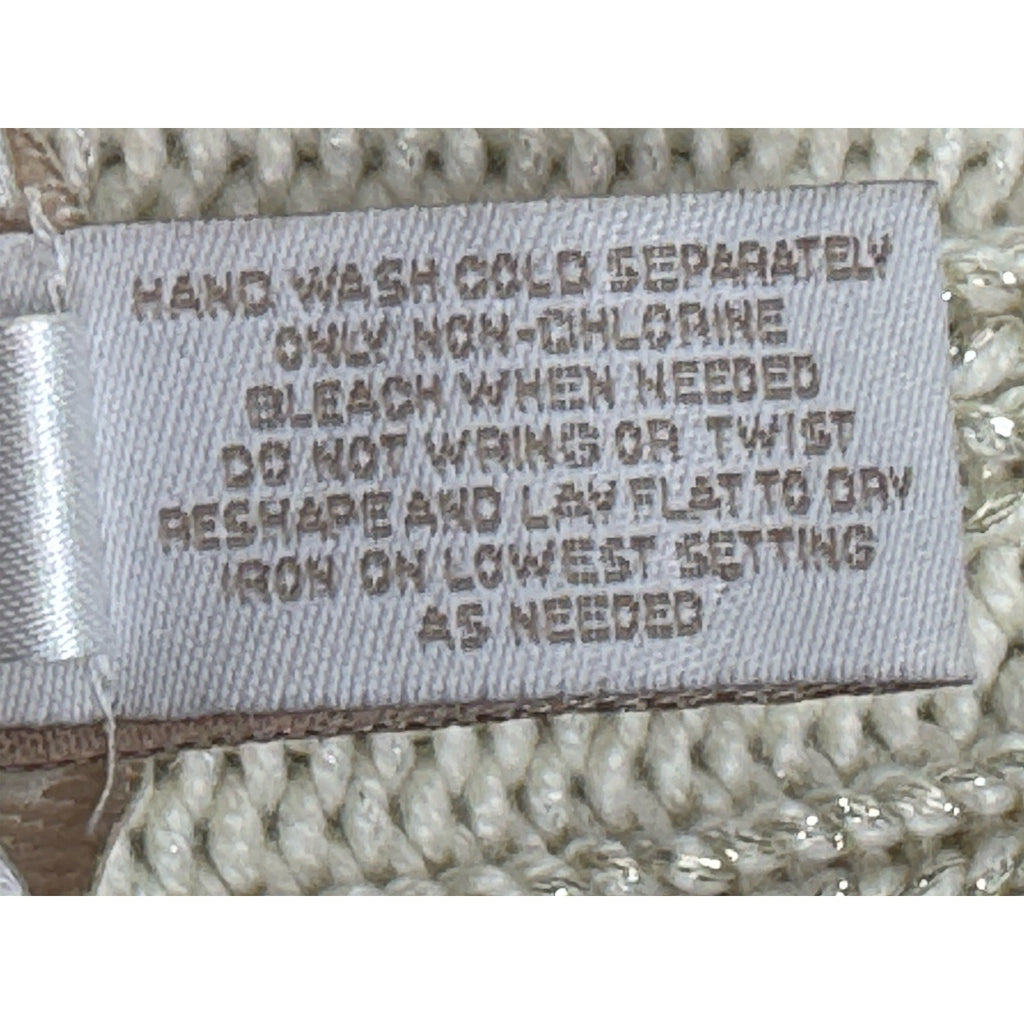 HAND WASH COLD SEPARATELY
ONLY NON-CHLORINE
BLEACH WHEN NEEDED
DO NOT WRING OR TWIST
RESHAPE AND LAY FLAT TO DRY
IRON ON LOWEST SETTING
AS NEEDED